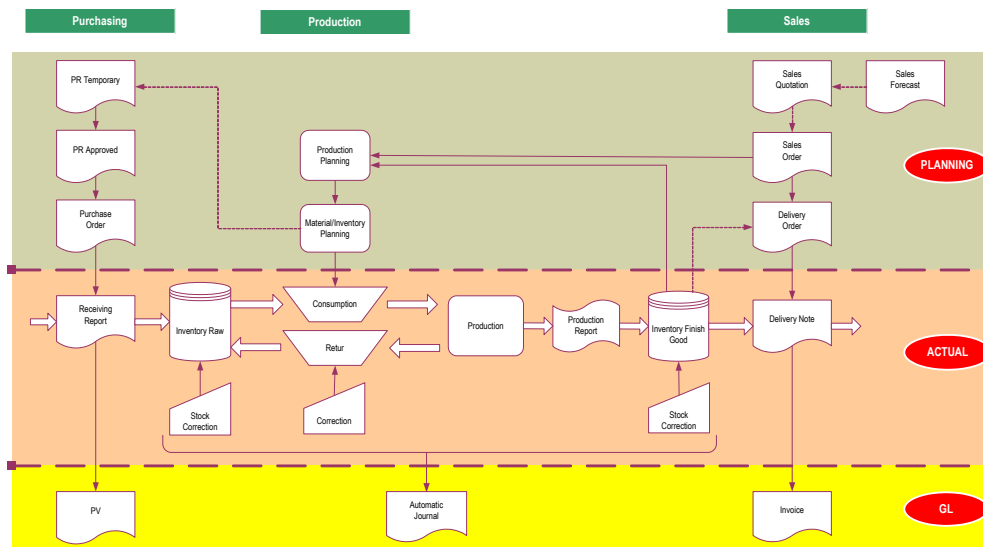 Purchasing
Production
Sales
PR Temporary
Sales
Quotation
Sales
Forecast
PR Approved
Production
Planning
Sales
Order
PLANNING
Purchase
Order
Material/Inventory
Planning
Delivery
Order
Receiving
Report
Inventory Raw
Consumption
Retur
Production
Production
Report
Inventory Finish
Good
Delivery Note
ACTUAL
Stock
Correction
Correction
Stock
Correction
PV
Automatic
Journal
Invoice
GL